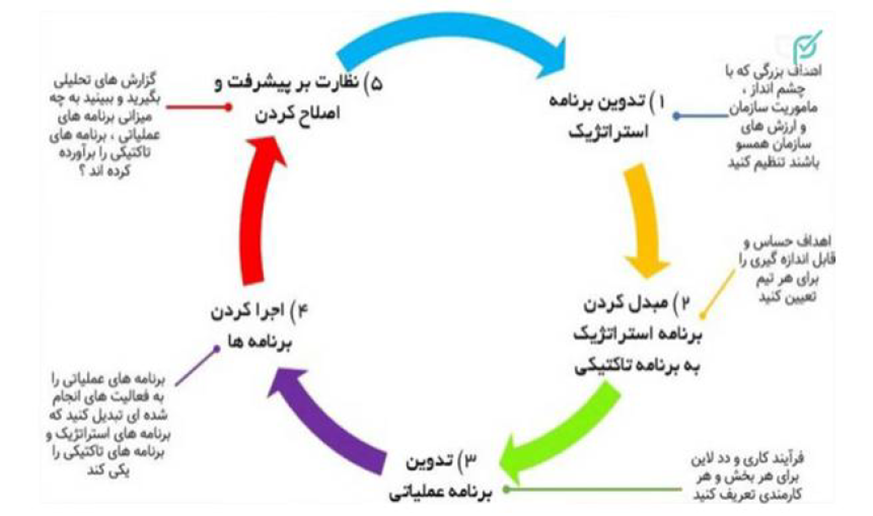 ۱) تدوین برنامه
استراتژیک
اهداف بزرگی که با
چشم انداز ،
ماموریت سازمان
و ارزش های
سازمان همسو
باشند تنظیم کنید
۲) مبدل کردن
برنامه استراتژیک
به برنامه تاکتیکی
اهداف حساس و
قابل اندازه گیری را
برای هر تیم
تعیین کنید
۳) تدوین
برنامه عملیاتی
فرآیند کاری و دد لاین
برای هر بخش و هر
کارمندی تعریف کنید
۴) اجرا کردن
برنامه ها
برنامه های عملیاتی را
به فعالیت های انجام
شده ای تبدیل کنید که
برنامه های استراتژیک و
برنامه های تاکتیکی را
یکی کند
۵) نظارت بر پیشرفت و
اصلاح کردن
گزارش های تحلیلی
بگیرید و ببینید به چه
میزانی برنامه های
عملیاتی ، برنامه های
تاکتیکی را برآورده
کرده اند ؟